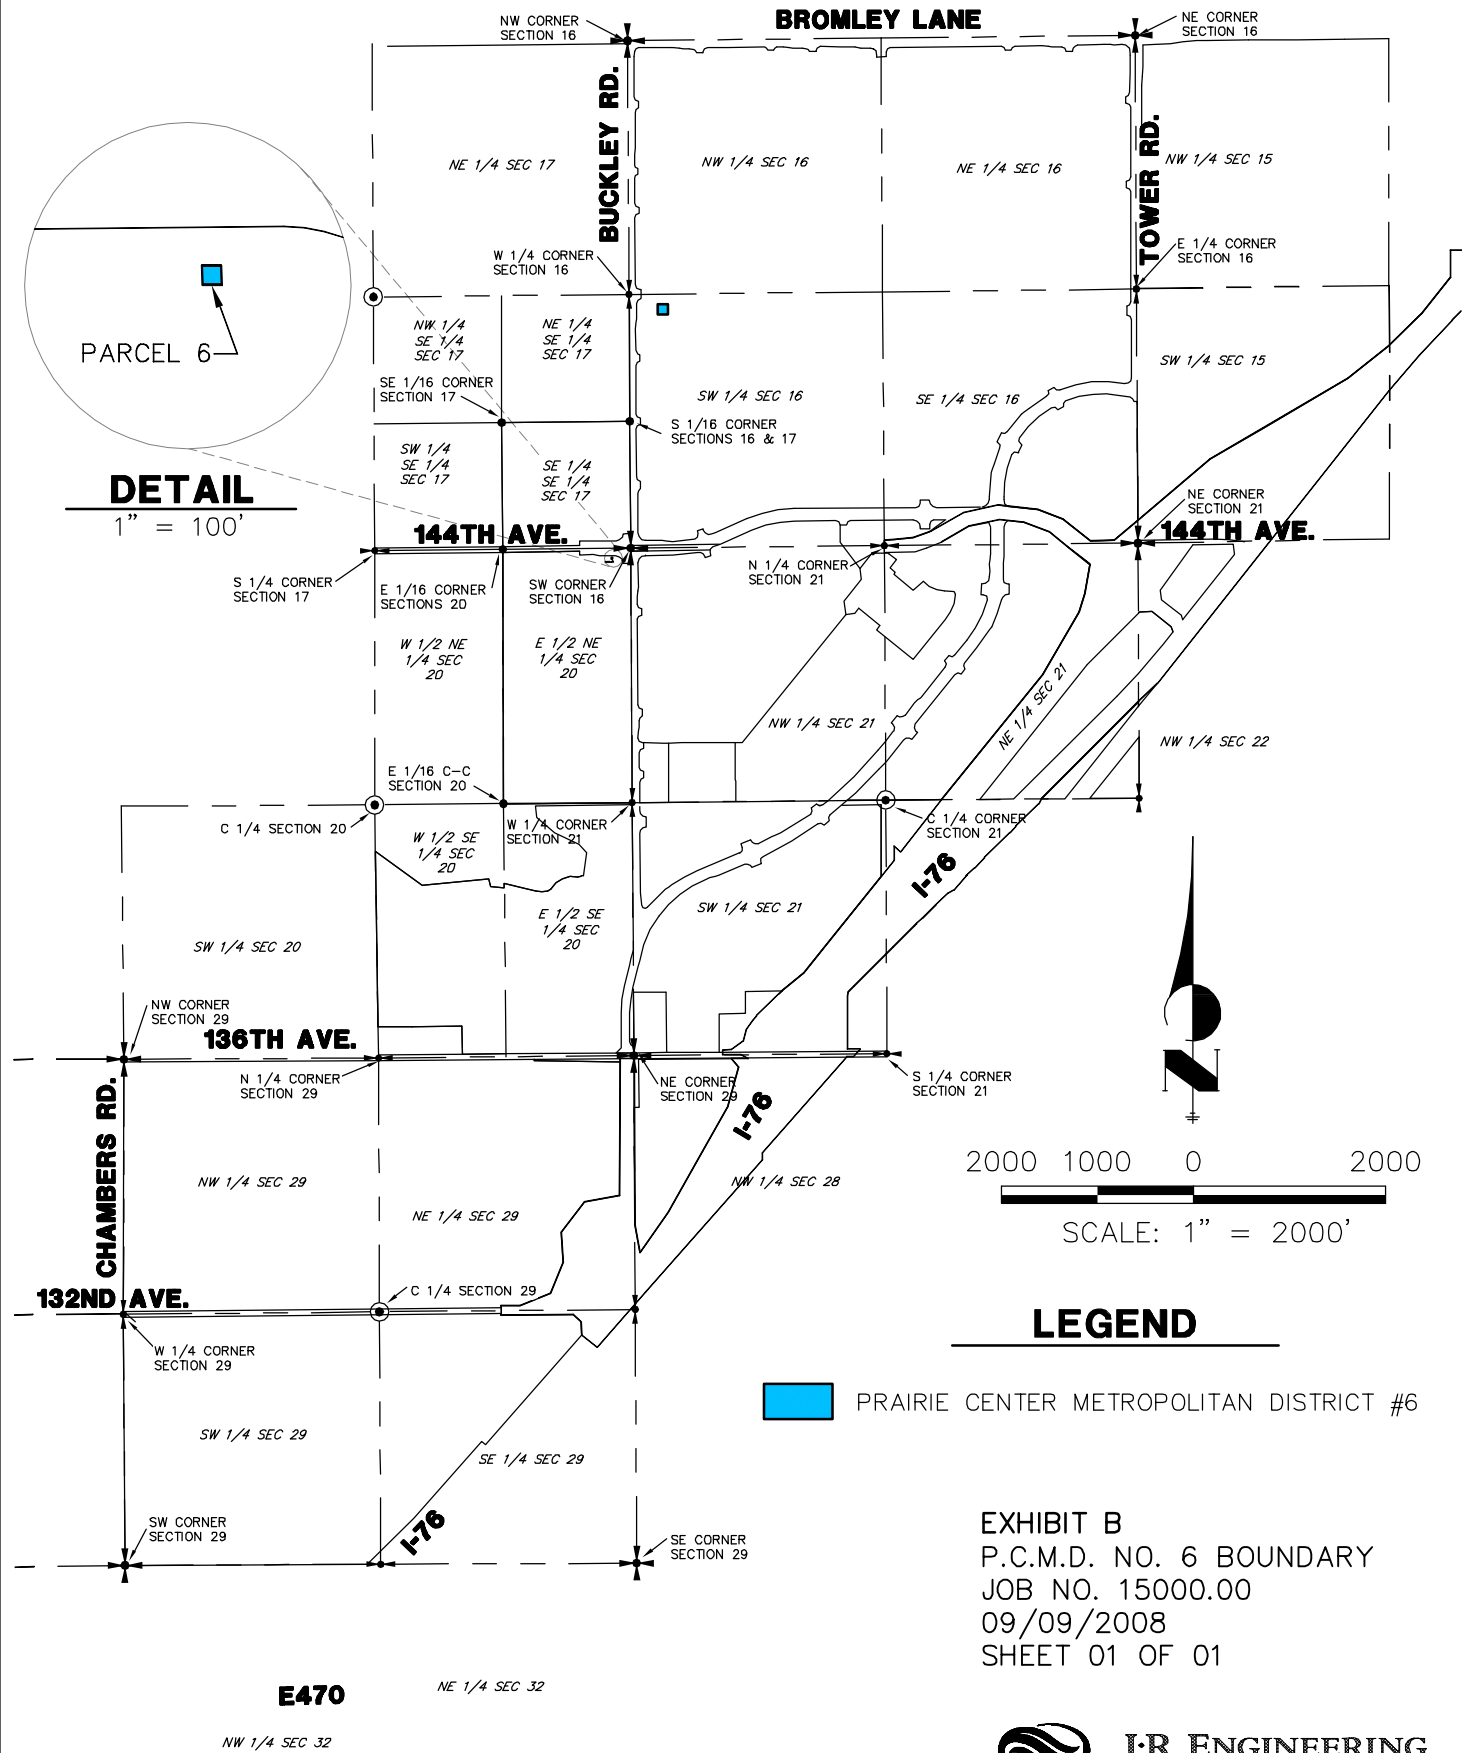 NW CORNER
SECTION 16
BROMLEY LANE
NE CORNER
SECTION 16
BUCKLEY RD.
TOWER RD.
NE 1/4 SEC 17
NW 1/4 SEC 16
NE 1/4 SEC 16
NW 1/4 SEC 15
W 1/4 CORNER
SECTION 16
E 1/4 CORNER
SECTION 16
PARCEL 6
NW 1/4
SE 1/4
SEC 17
NE 1/4
SE 1/4
SEC 17
SW 1/4 SEC 15
SE 1/16 CORNER
SECTION 17
SW 1/4 SEC 16
SE 1/4 SEC 16
S 1/16 CORNER
SECTIONS 16 & 17
SW 1/4
SE 1/4
SEC 17
SE 1/4
SE 1/4
SEC 17
DETAIL
1" = 100'
NE CORNER
SECTION 21
144TH AVE.
144TH AVE.
S 1/4 CORNER
SECTION 17
E 1/16 CORNER
SECTIONS 20
SW CORNER
SECTION 16
N 1/4 CORNER
SECTION 21
W 1/2 NE
1/4 SEC
20
E 1/2 NE
1/4 SEC
20
NW 1/4 SEC 21
NE 1/4 SEC 21
NW 1/4 SEC 22
E 1/16 C-C
SECTION 20
C 1/4 SECTION 20
W 1/4 CORNER
SECTION 21
C 1/4 CORNER
SECTION 21
W 1/2 SE
1/4 SEC
20
I-76
E 1/2 SE
1/4 SEC
20
SW 1/4 SEC 21
SW 1/4 SEC 20
NW CORNER
SECTION 29
136TH AVE.
N 1/4 CORNER
SECTION 29
NE CORNER
SECTION 29
S 1/4 CORNER
SECTION 21
I-76
N
CHAMBERS RD.
2000 1000 0 2000
SCALE: 1" = 2000'
NW 1/4 SEC 29
NE 1/4 SEC 29
NW 1/4 SEC 28
C 1/4 SECTION 29
132ND AVE.
W 1/4 CORNER
SECTION 29
LEGEND
PRAIRIE CENTER METROPOLITAN DISTRICT #6
SW 1/4 SEC 29
SE 1/4 SEC 29
I-76
SW CORNER
SECTION 29
SE CORNER
SECTION 29
EXHIBIT B
P.C.M.D. NO. 6 BOUNDARY
JOB NO. 15000.00
09/09/2008
SHEET 01 OF 01
E470
NE 1/4 SEC 32
NW 1/4 SEC 32
J·R ENGINEERING